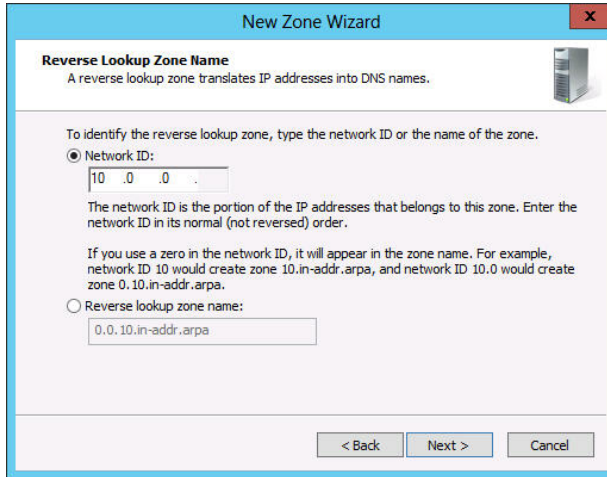 New Zone Wizard
x
Reverse Lookup Zone Name
A reverse lookup zone translates IP addresses into DNS names.
To identify the reverse lookup zone, type the network ID or the name of the zone.
Network ID:
10 .0 .0 .
The network ID is the portion of the IP addresses that belongs to this zone. Enter the
network ID in its normal (not reversed) order.
If you use a zero in the network ID, it will appear in the zone name. For example,
network ID 10 would create zone 10.in-addr.arpa, and network ID 10.0 would create
zone 0.10.in-addr.arpa.
Reverse lookup zone name:
0.0.10.in-addr.arpa
< Back Next > Cancel